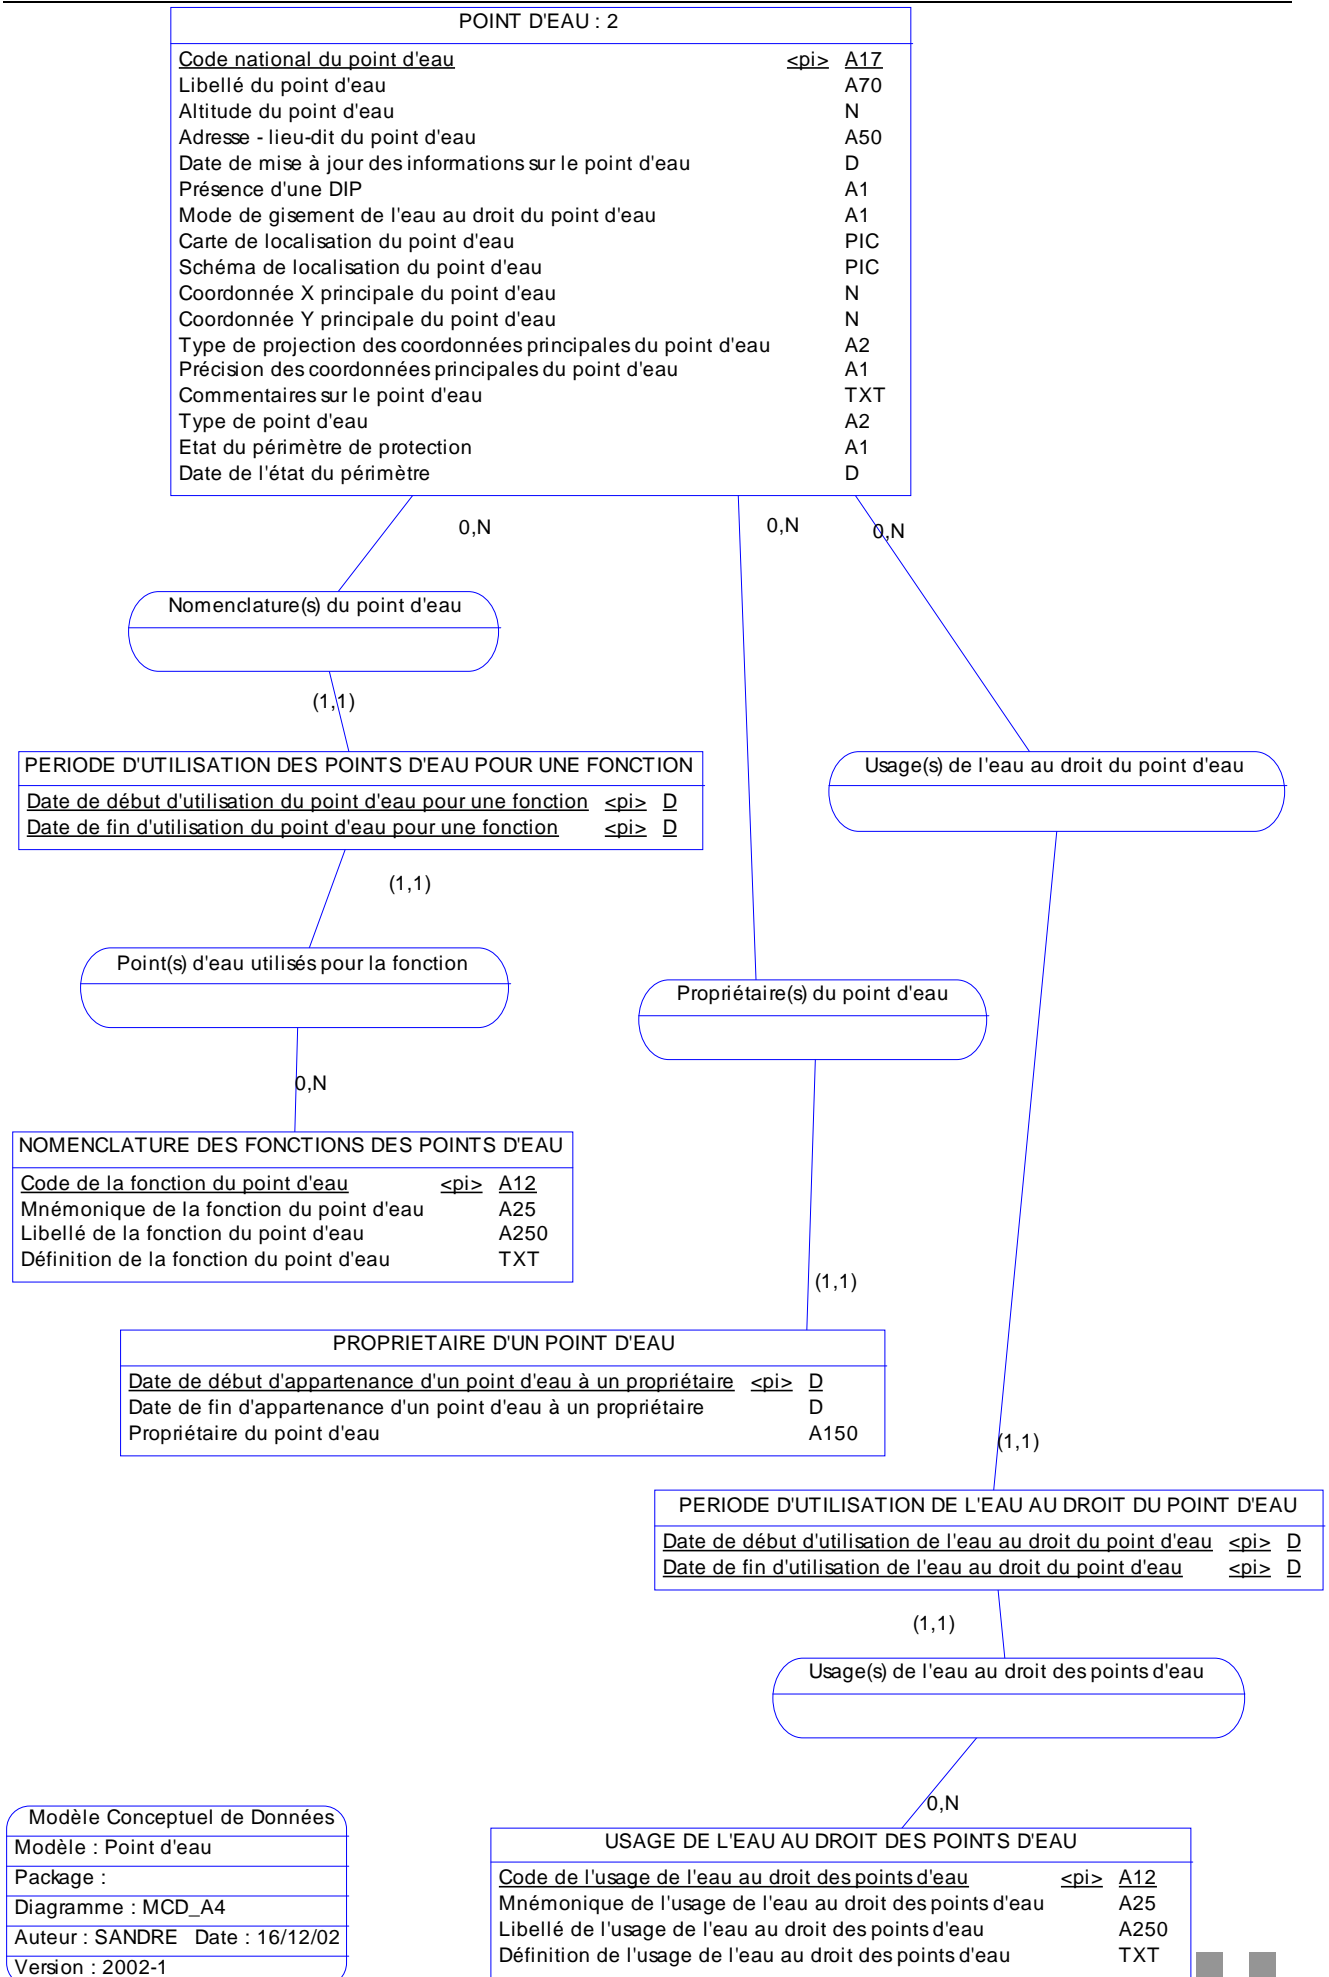 POINT D'EAU : 2
Code national du point d'eau <pi> A17
Libellé du point d'eau A70
Altitude du point d'eau N
Adresse - lieu-dit du point d'eau A50
Date de mise à jour des informations sur le point d'eau D
Présence d'une DIP A1
Mode de gisement de l'eau au droit du point d'eau A1
Carte de localisation du point d'eau PIC
Schéma de localisation du point d'eau PIC
Coordonnée X principale du point d'eau N
Coordonnée Y principale du point d'eau N
Type de projection des coordonnées principales du point d'eau A2
Précision des coordonnées principales du point d'eau A1
Commentaires sur le point d'eau TXT
Type de point d'eau A2
Etat du périmètre de protection A1
Date de l'état du périmètre D
0,N 0,N 0,N
Nomenclature(s) du point d'eau
(1,1)
PERIODE D'UTILISATION DES POINTS D'EAU POUR UNE FONCTION
Date de début d'utilisation du point d'eau pour une fonction <pi> D
Date de fin d'utilisation du point d'eau pour une fonction <pi> D
Usage(s) de l'eau au droit du point d'eau
(1,1)
Point(s) d'eau utilisés pour la fonction
Propriétaire(s) du point d'eau
0,N
NOMENCLATURE DES FONCTIONS DES POINTS D'EAU
Code de la fonction du point d'eau <pi> A12
Mnémonique de la fonction du point d'eau A25
Libellé de la fonction du point d'eau A250
Définition de la fonction du point d'eau TXT
(1,1)
PROPRIETAIRE D'UN POINT D'EAU
Date de début d'appartenance d'un point d'eau à un propriétaire <pi> D
Date de fin d'appartenance d'un point d'eau à un propriétaire D
Propriétaire du point d'eau A150
(1,1)
PERIODE D'UTILISATION DE L'EAU AU DROIT DU POINT D'EAU
Date de début d'utilisation de l'eau au droit du point d'eau <pi> D
Date de fin d'utilisation de l'eau au droit du point d'eau <pi> D
(1,1)
Usage(s) de l'eau au droit des points d'eau
0,N
USAGE DE L'EAU AU DROIT DES POINTS D'EAU
Code de l'usage de l'eau au droit des points d'eau <pi> A12
Mnémonique de l'usage de l'eau au droit des points d'eau A25
Libellé de l'usage de l'eau au droit des points d'eau A250
Définition de l'usage de l'eau au droit des points d'eau TXT
Modèle Conceptuel de Données
Modèle : Point d'eau
Package :
Diagramme : MCD_A4
Auteur : SANDRE Date : 16/12/02
Version : 2002-1